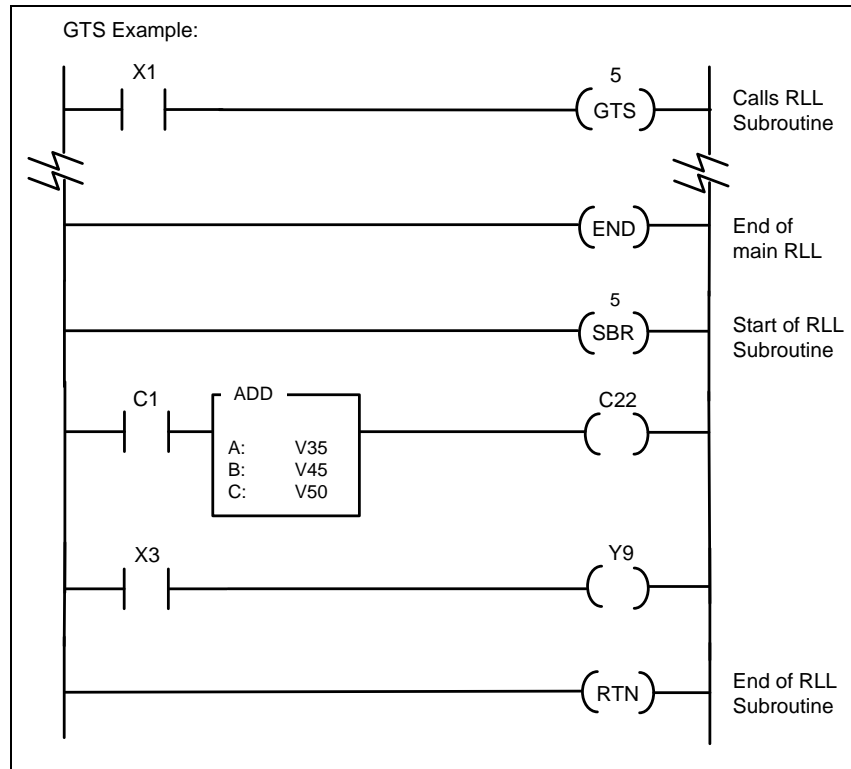 GTS Example:
X1
5
GTS
Calls RLL
Subroutine
END
End of
main RLL
5
SBR
Start of RLL
Subroutine
C1
ADD
C22
A: V35
B: V45
C: V50
X3
Y9
RTN
End of RLL
Subroutine